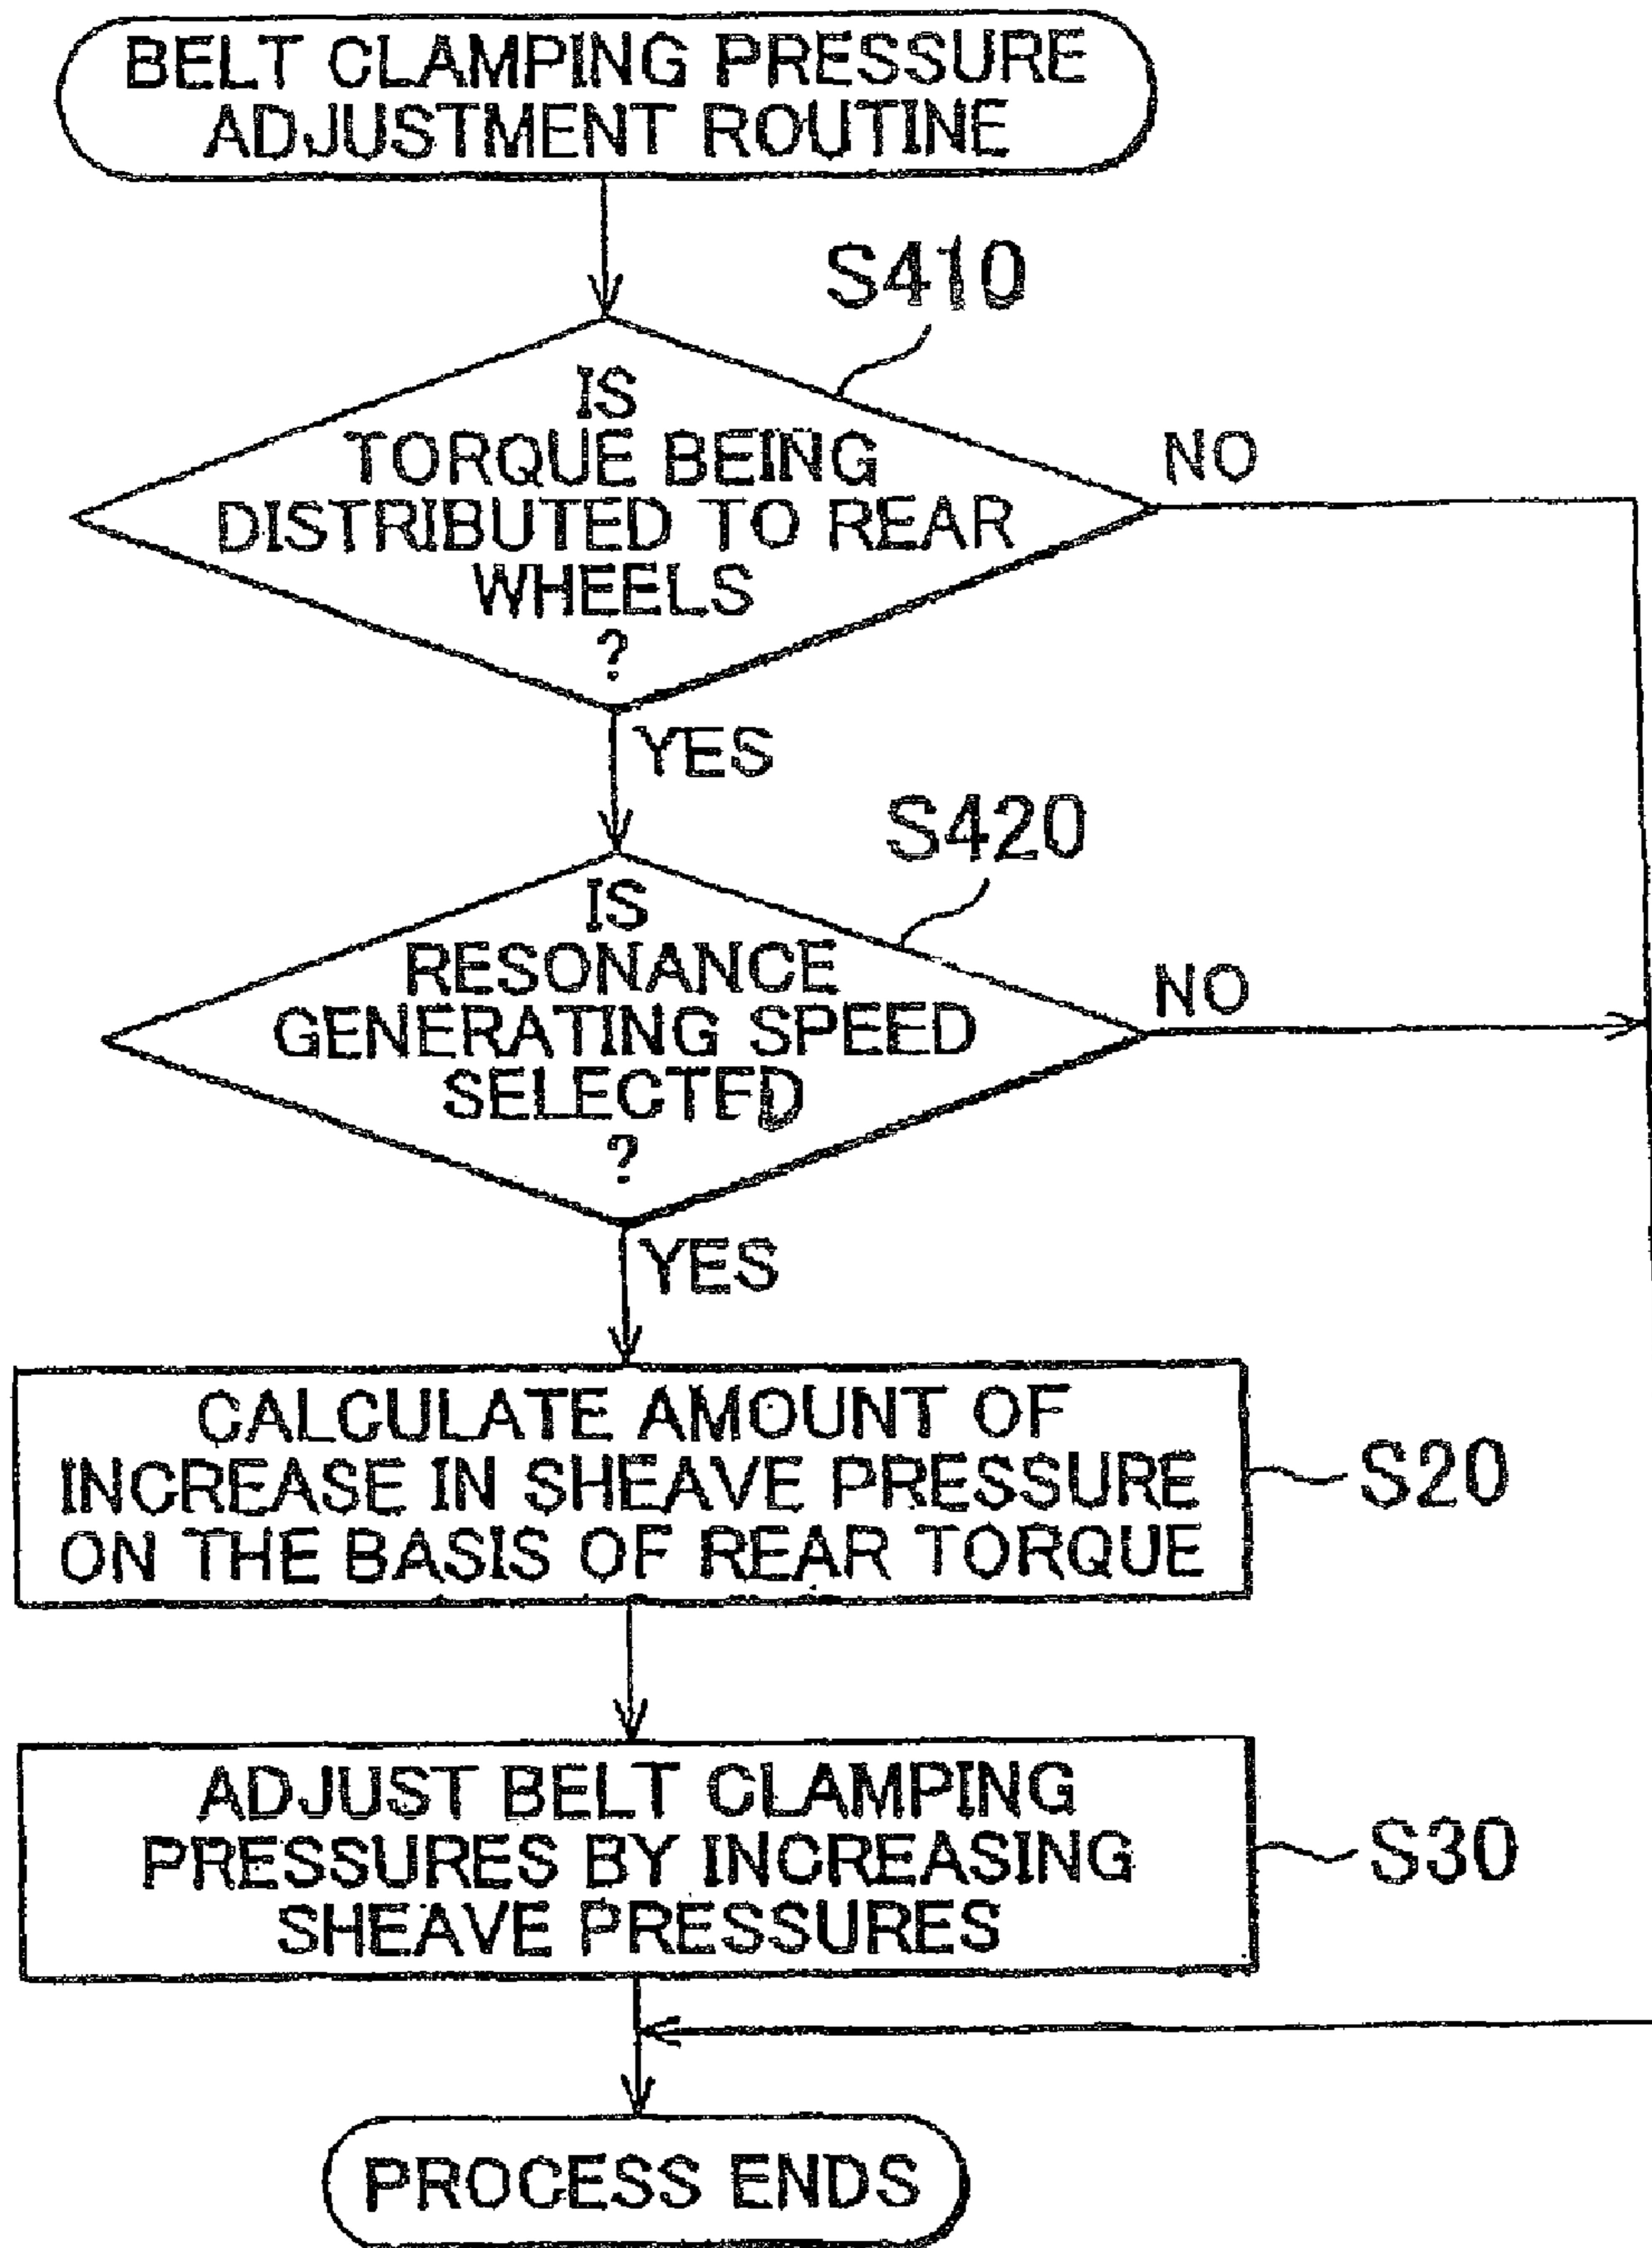 BELT CLAMPING PRESSURE
ADJUSTMENT ROUTINE
S410
IS
TORQUE BEING
DISTRIBUTED TO REAR
WHEELS
?
NO
YES
S420
IS
RESONANCE
GENERATING SPEED
SELECTED
?
NO
YES
CALCULATE AMOUNT OF
INCREASE IN SHEAVE PRESSURE
ON THE BASIS OF REAR TORQUE
S20
ADJUST BELT CLAMPING
PRESSURES BY INCREASING
SHEAVE PRESSURES
S30
PROCESS ENDS